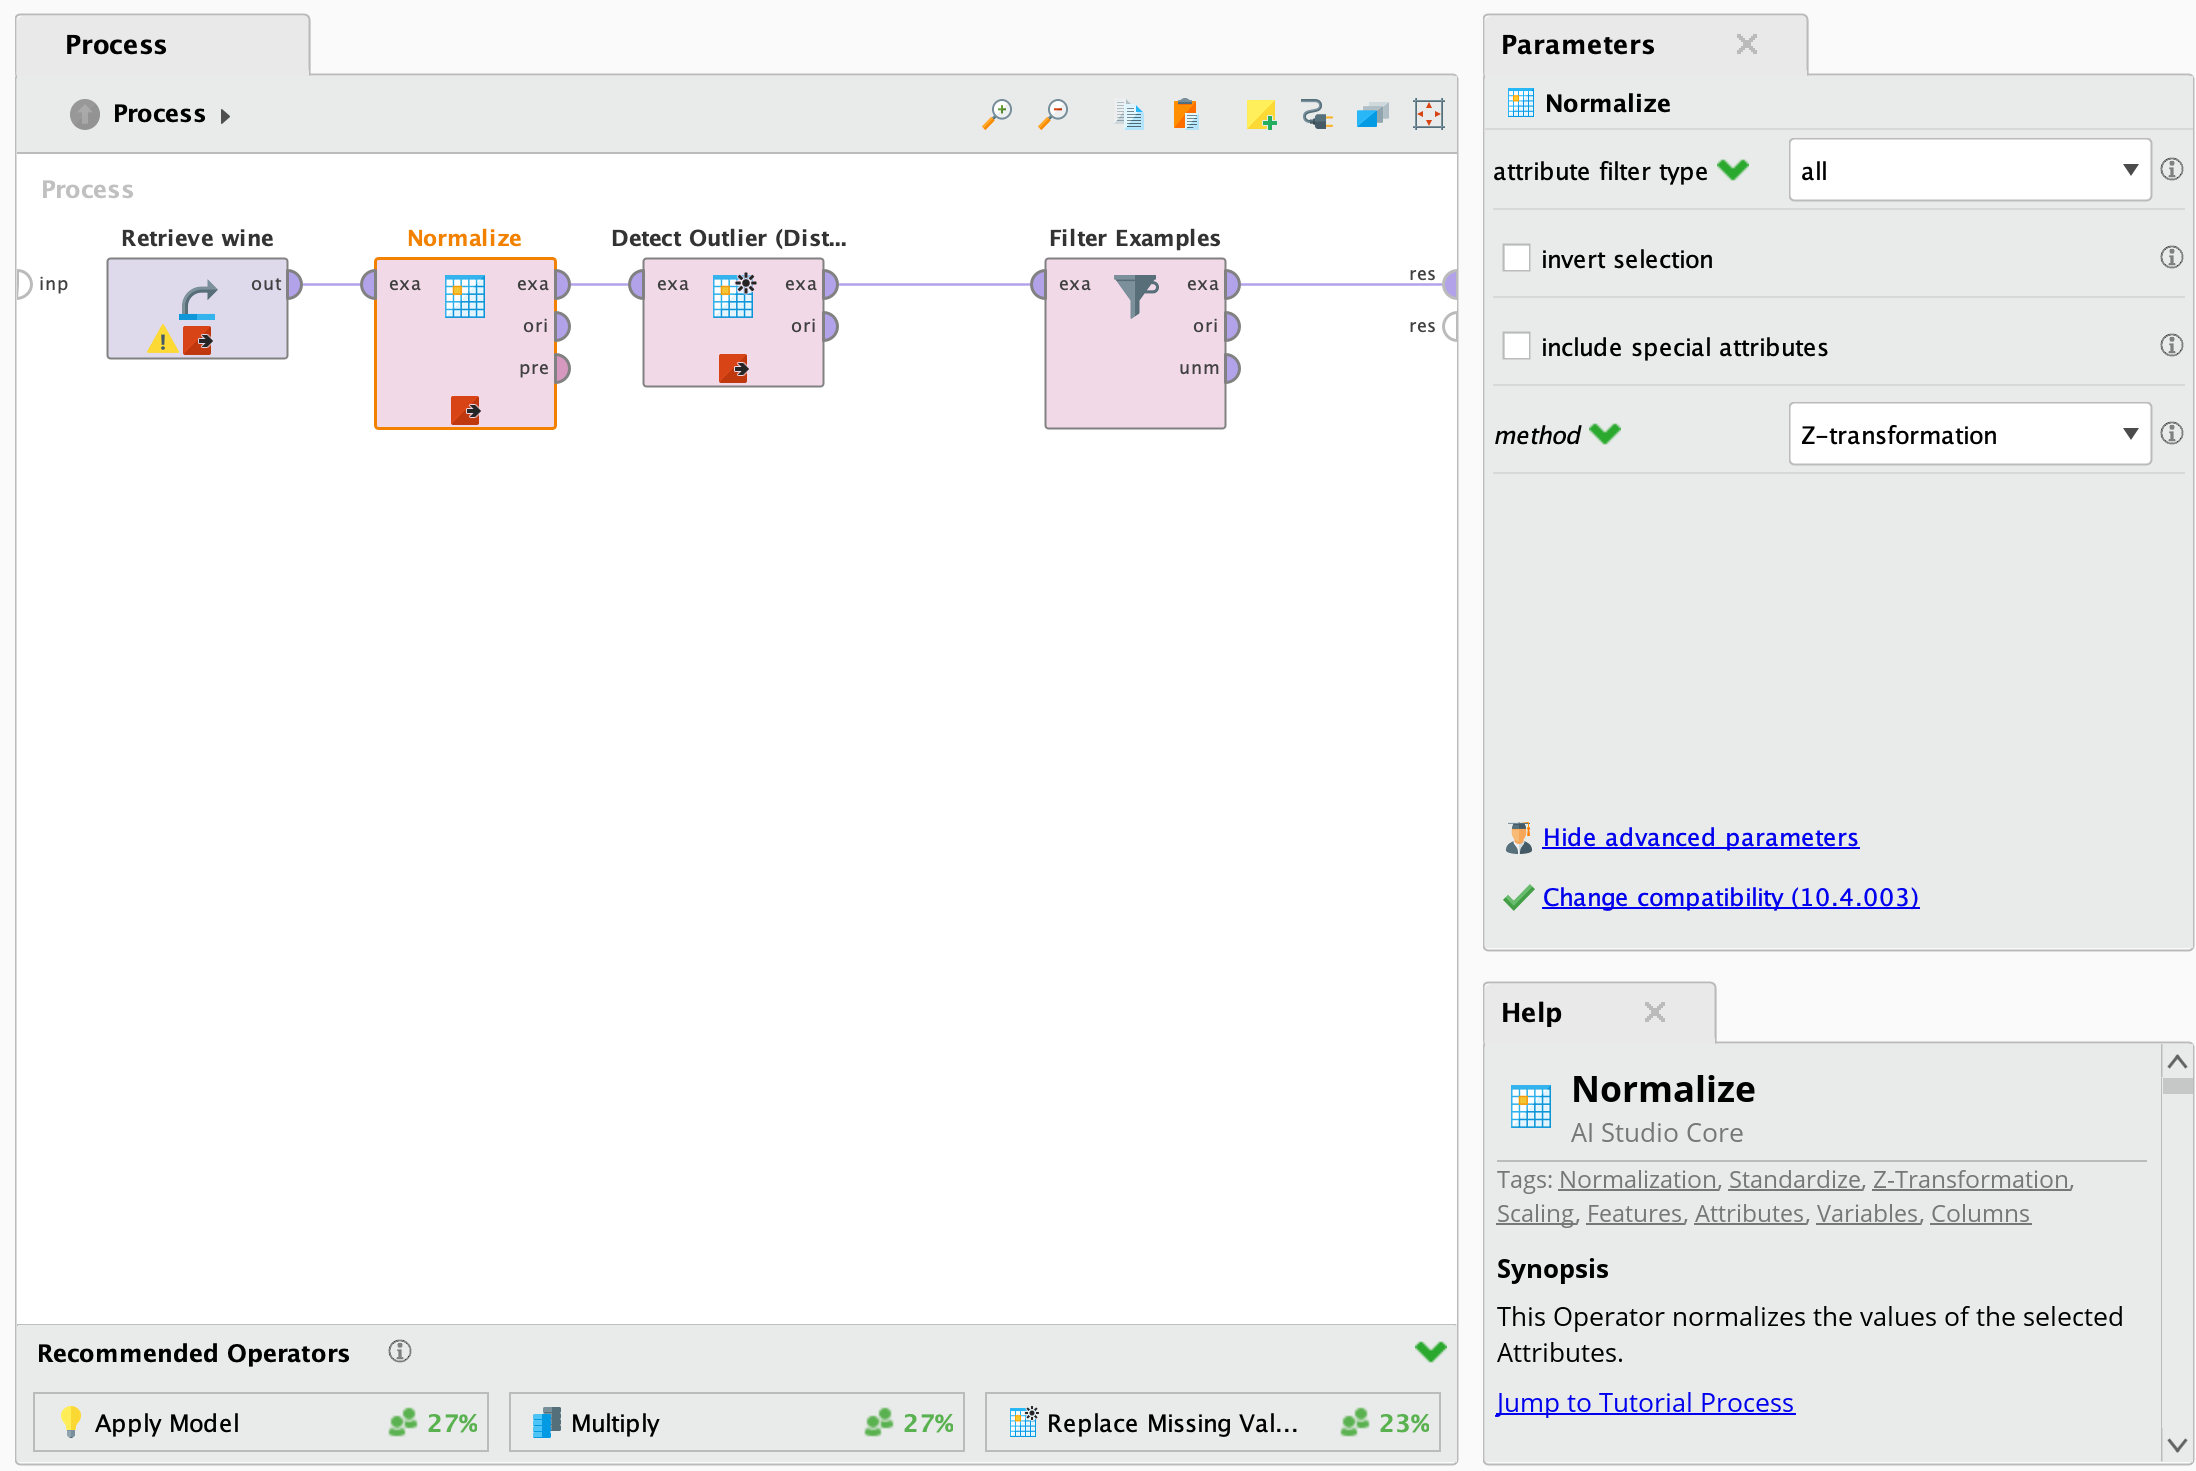 Process
Process
Process
Retrieve wine
Normalize
Detect Outlier (Dist...
Filter Examples
inp
out
exa
exa
ori
pre
exa
exa
ori
exa
exa
ori
unm
res
res
Recommended Operators
Apply Model
27%
Multiply
27%
Replace Missing Val...
23%
Parameters
Normalize
attribute filter type
all
invert selection
include special attributes
method
Z-transformation
Hide advanced parameters
Change compatibility (10.4.003)
Help
Normalize
AI Studio Core
Tags: Normalization, Standardize, Z-Transformation,
Scaling, Features, Attributes, Variables, Columns
Synopsis
This Operator normalizes the values of the selected
Attributes.
Jump to Tutorial Process